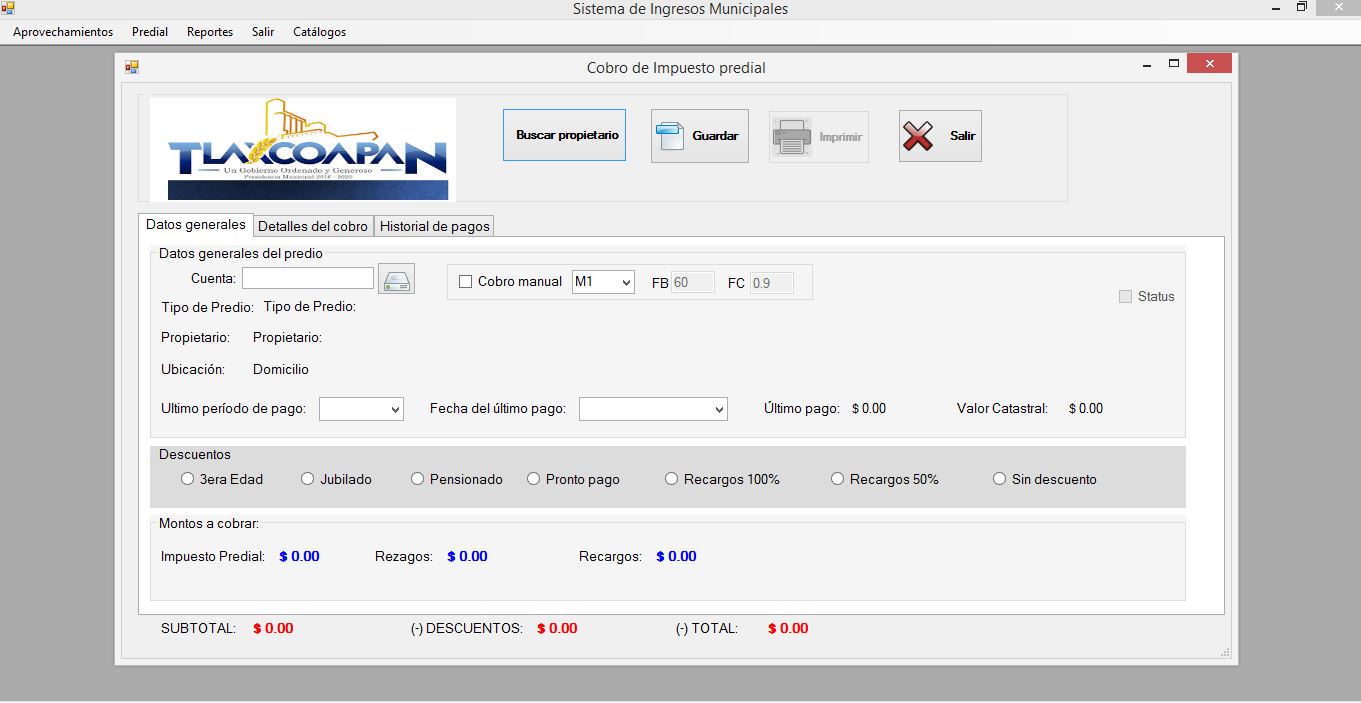 Sistema de Ingresos Municipales
Aprovechamientos Predial Reportes Salir Catálogos
Cobro de Impuesto predial
TLAXCOAPAN
Un Gobierno Ordenado y Generoso
Presidencia Municipal 2016 - 2020
Buscar propietario Guardar Imprimir Salir
Datos generales Detalles del cobro Historial de pagos
Datos generales del predio
Cuenta: Cobro manual M1 FB 60 FC 0.9
Status
Tipo de Predio: Tipo de Predio:
Propietario: Propietario:
Ubicación: Domicilio
Ultimo período de pago: Fecha del último pago: Último pago: $ 0.00 Valor Catastral: $ 0.00
Descuentos
3era Edad Jubilado Pensionado Pronto pago Recargos 100% Recargos 50% Sin descuento
Montos a cobrar:
Impuesto Predial: $ 0.00 Rezagos: $ 0.00 Recargos: $ 0.00
SUBTOTAL: $ 0.00 (-) DESCUENTOS: $ 0.00 (-) TOTAL: $ 0.00